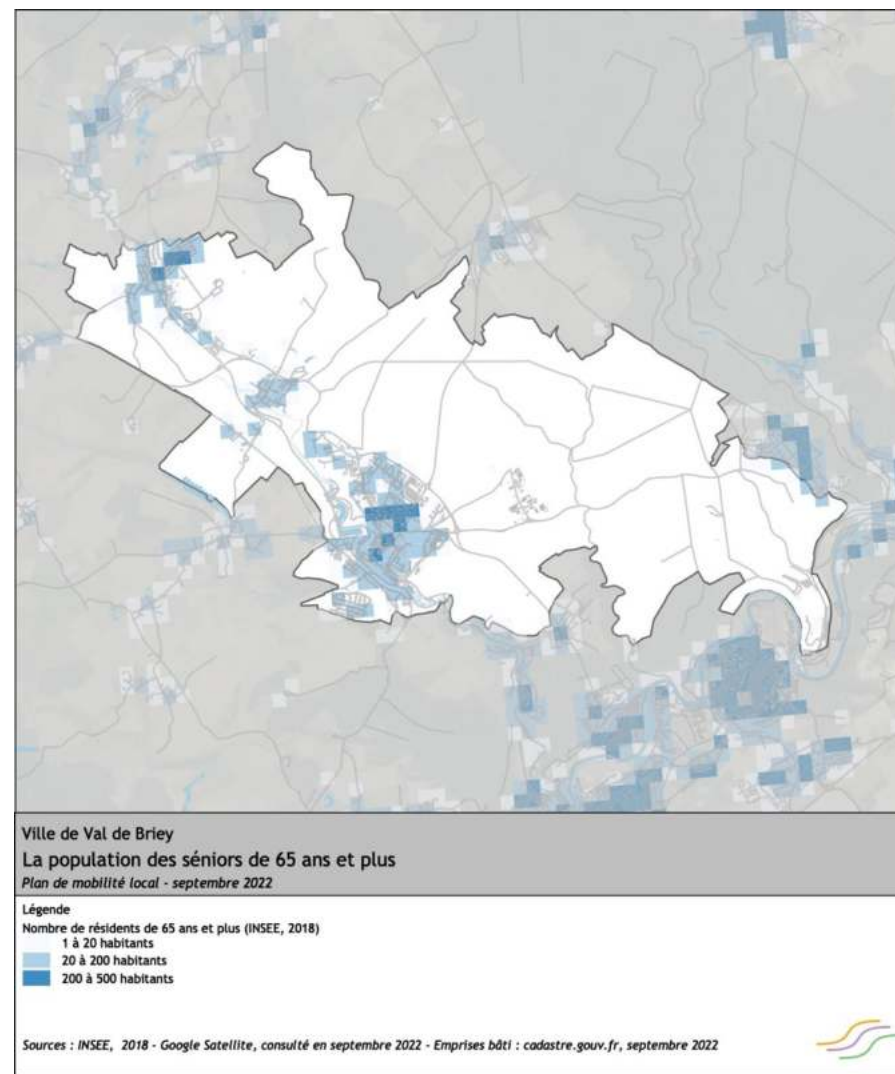 Ville de Val de Briey
La population des séniors de 65 ans et plus
Plan de mobilité local - septembre 2022
Légende
Nombre de résidents de 65 ans et plus (INSEE, 2018)
1 à 20 habitants
20 à 200 habitants
200 à 500 habitants
Sources : INSEE, 2018 - Google Satellite, consulté en septembre 2022 - Emprises bâti : cadastre.gouv.fr, septembre 2022